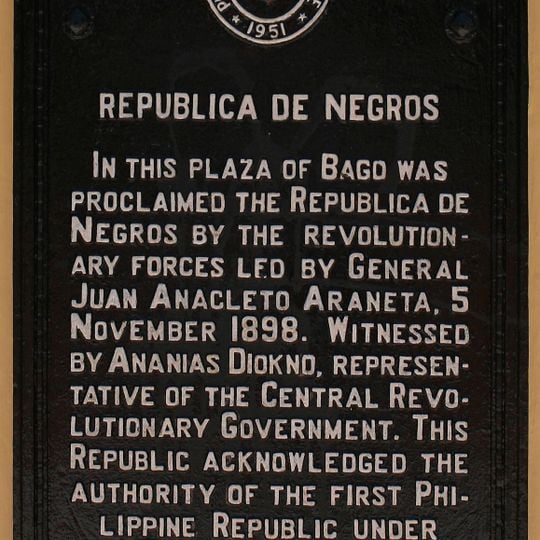 ★ 1951 ★
REPUBLICA DE NEGROS
IN THIS PLAZA OF BAGO WAS
PROCLAIMED THE REPUBLICA DE
NEGROS BY THE REVOLUTION-
ARY FORCES LED BY GENERAL
JUAN ANACLETO ARANETA, 5
NOVEMBER 1898. WITNESSED
BY ANANIAS DIOKNO, REPRESEN-
TATIVE OF THE CENTRAL REVO-
LUTIONARY GOVERNMENT. THIS
REPUBLIC ACKNOWLEDGED THE
AUTHORITY OF THE FIRST PHI-
LIPPINE REPUBLIC UNDER